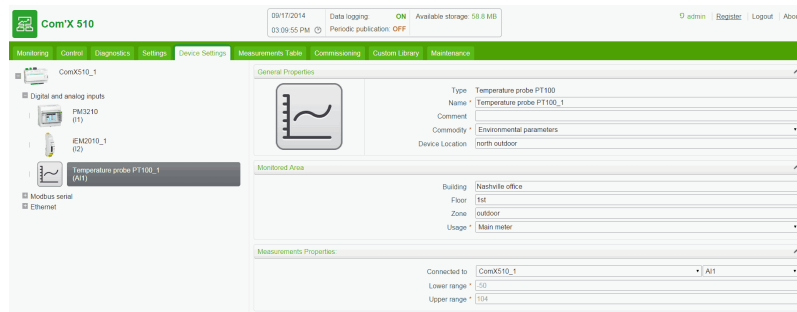 Com'X 510
09/17/2014
03:09:55 PM
Data logging: ON
Periodic publication: OFF
Available storage: 58.8 MB
admin Register Logout Abou
Monitoring Control Diagnostics Settings Device Settings Measurements Table Commissioning Custom Library Maintenance
ComX510_1
Digital and analog inputs
PM3210
(I1)
iEM2010_1
(I2)
Temperature probe PT100_1
(AI1)
Modbus serial
Ethernet
General Properties
Type Temperature probe PT100
Name * Temperature probe PT100_1
Comment
Commodity * Environmental parameters
Device Location north outdoor
Monitored Area
Building Nashville office
Floor 1st
Zone outdoor
Usage * Main meter
Measurements Properties
Connected to ComX510_1 AI1
Lower range * -50
Upper range * 104